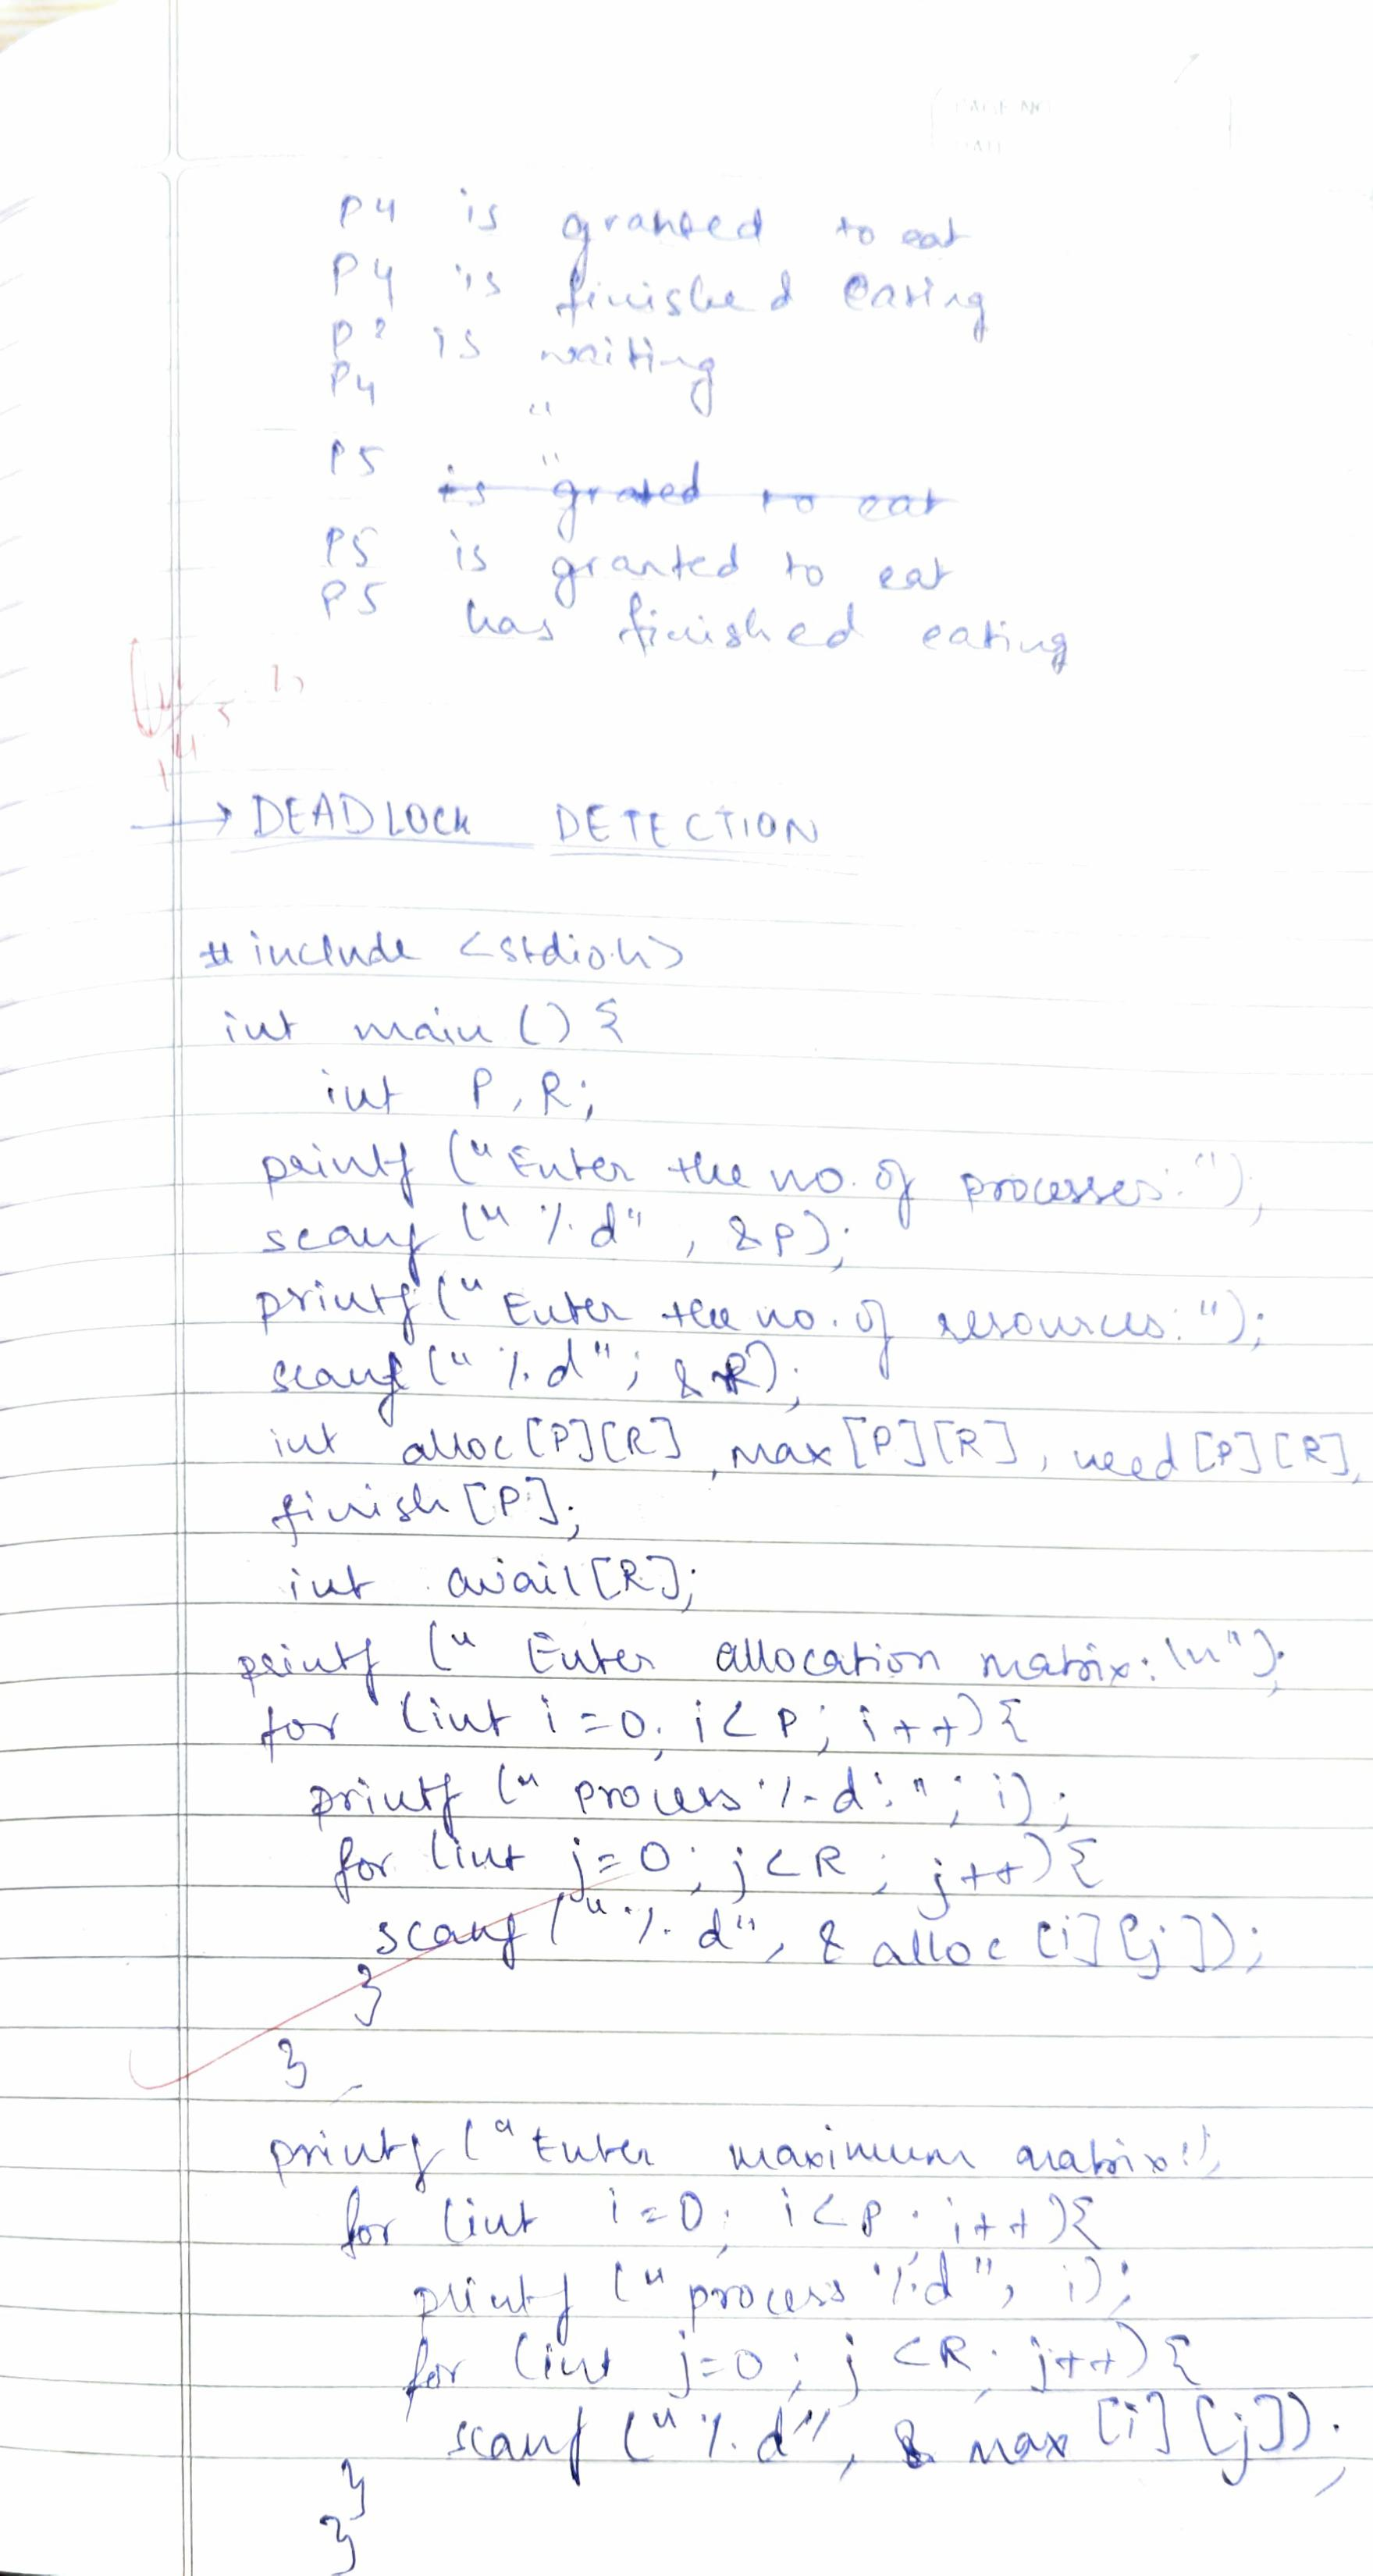 PAGE NO
P4 is granted to eat
P4 is finished eating
P2 is waiting
P4 "
P5 "
is grated to eat
P5 is granted to eat
P5 has finished eating
→ DEADLOCK DETECTION
# include <stdio.h>
int main () {
int P, R;
printf ("Enter the no. of processes:");
scanf ("%d", &P);
printf ("Enter the no. of resources:");
scanf ("%d"; &R);
int alloc [P][R], max [P][R], need [P][R],
finish [P];
int avail [R];
printf (" Enter allocation matrix: \n");
for (int i = 0; i < P; i++) {
printf (" process %d: "; i);
for (int j = 0; j < R; j++) {
scanf ("%d", & alloc [i][j]);
}
}
printf ("Enter maximum matrix:");
for (int i = 0; i < P; i++) {
printf ("process %d", i);
for (int j = 0; j < R; j++) {
scanf ("%d", & max [i][j]);
}
}